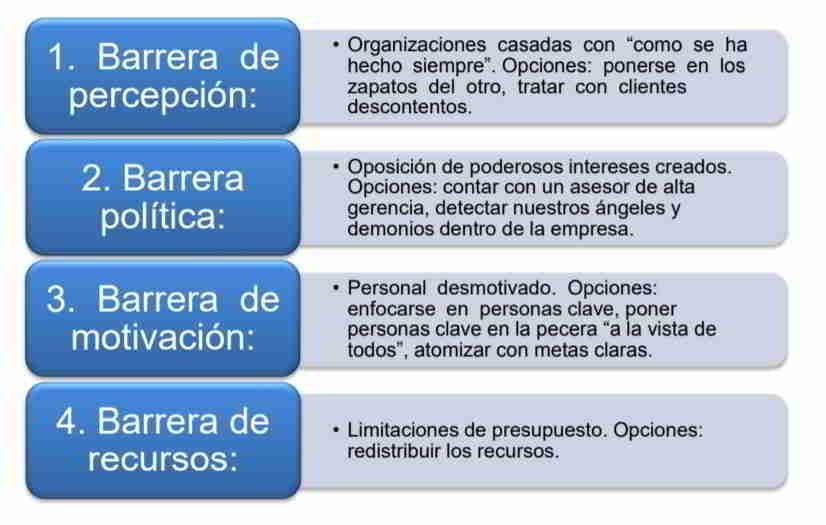 1. Barrera de
percepción:
• Organizaciones casadas con “como se ha
hecho siempre”. Opciones: ponerse en los
zapatos del otro, tratar con clientes
descontentos.
2. Barrera
política:
• Oposición de poderosos intereses creados.
Opciones: contar con un asesor de alta
gerencia, detectar nuestros ángeles y
demonios dentro de la empresa.
3. Barrera de
motivación:
• Personal desmotivado. Opciones:
enfocarse en personas clave, poner
personas clave en la pecera “a la vista de
todos”, atomizar con metas claras.
4. Barrera de
recursos:
• Limitaciones de presupuesto. Opciones:
redistribuir los recursos.